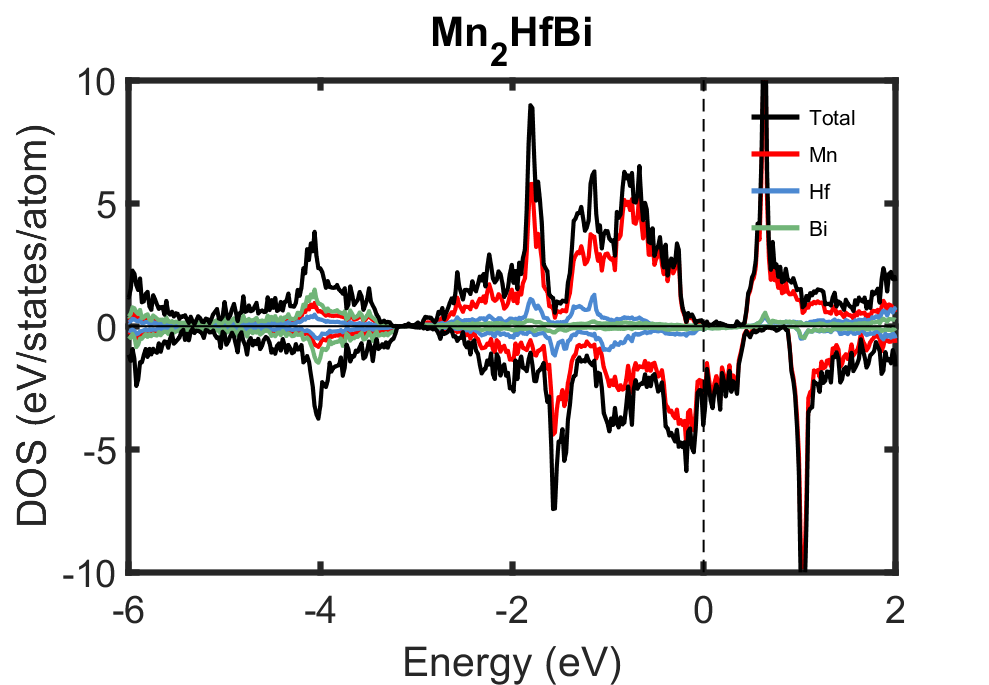 Mn₂HfBi
10
5
0
-5
-10
DOS (eV/states/atom)
Total
Mn
Hf
Bi
-6 -4 -2 0 2
Energy (eV)